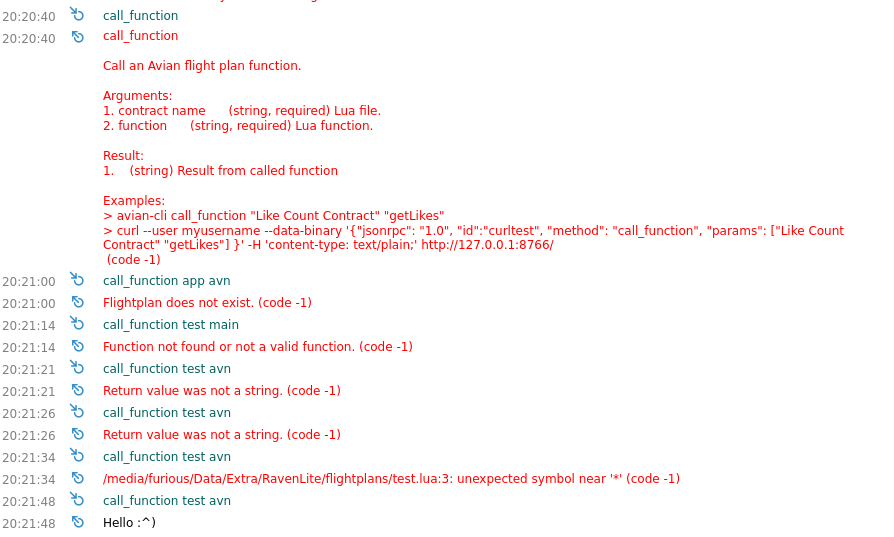 20:20:40 call_function
20:20:40 call_function
Call an Avian flight plan function.
Arguments:
1. contract name (string, required) Lua file.
2. function (string, required) Lua function.
Result:
1. (string) Result from called function
Examples:
> avian-cli call_function "Like Count Contract" "getLikes"
> curl --user myusername --data-binary '{"jsonrpc": "1.0", "id":"curltest", "method": "call_function", "params": ["Like Count
Contract" "getLikes"] }' -H 'content-type: text/plain;' http://127.0.0.1:8766/
(code -1)
20:21:00 call_function app avn
20:21:00 Flightplan does not exist. (code -1)
20:21:14 call_function test main
20:21:14 Function not found or not a valid function. (code -1)
20:21:21 call_function test avn
20:21:21 Return value was not a string. (code -1)
20:21:26 call_function test avn
20:21:26 Return value was not a string. (code -1)
20:21:34 call_function test avn
20:21:34 /media/furious/Data/Extra/RavenLite/flightplans/test.lua:3: unexpected symbol near '*' (code -1)
20:21:48 call_function test avn
20:21:48 Hello :^)